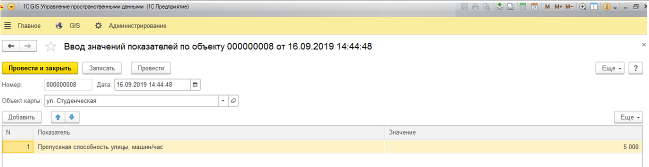 1C:GIS Управление пространственными данными (1С:Предприятие)
M M+ M-
Главное GIS Администрирование
Ввод значений показателей по объекту 000000008 от 16.09.2019 14:44:48
Провести и закрыть Записать Провести Еще ?
Номер: 000000008 Дата: 16.09.2019 14:44:48
Объект карты: ул. Студенческая
Добавить Еще
N Показатель Значение
1 Пропускная способность улицы, машин/час 5 000